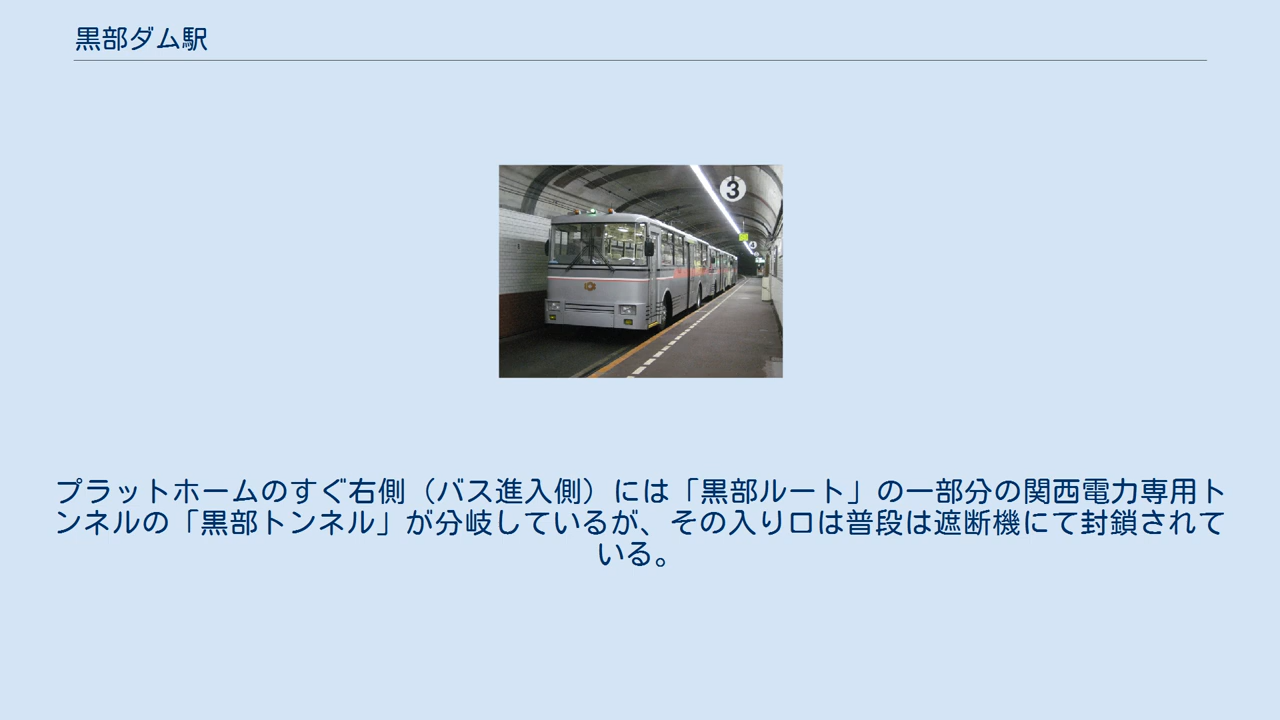 黒部ダム駅
3
4
プラットホームのすぐ右側（バス進入側）には「黒部ルート」の一部分の関西電力専用ト
ンネルの「黒部トンネル」が分岐しているが、その入り口は普段は遮断機にて封鎖されて
いる。